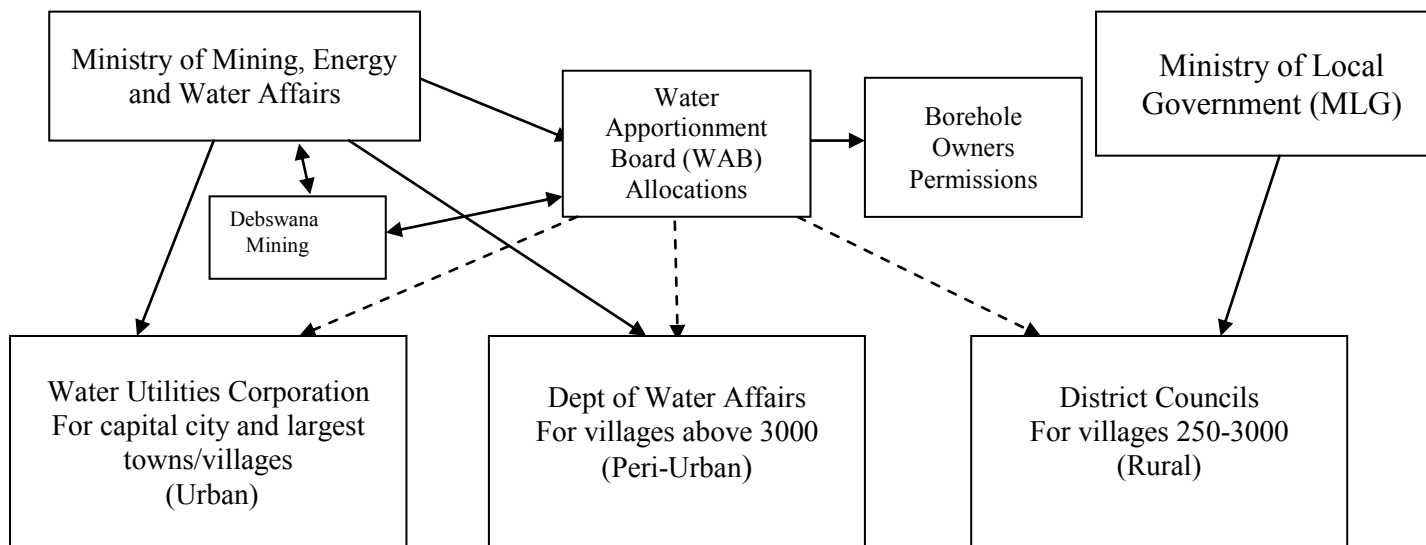 Ministry of Mining, Energy
and Water Affairs
Water
Apportionment
Board (WAB)
Allocations
Borehole
Owners
Permissions
Ministry of Local
Government (MLG)
Debswana
Mining
Water Utilities Corporation
For capital city and largest
towns/villages
(Urban)
Dept of Water Affairs
For villages above 3000
(Peri-Urban)
District Councils
For villages 250-3000
(Rural)